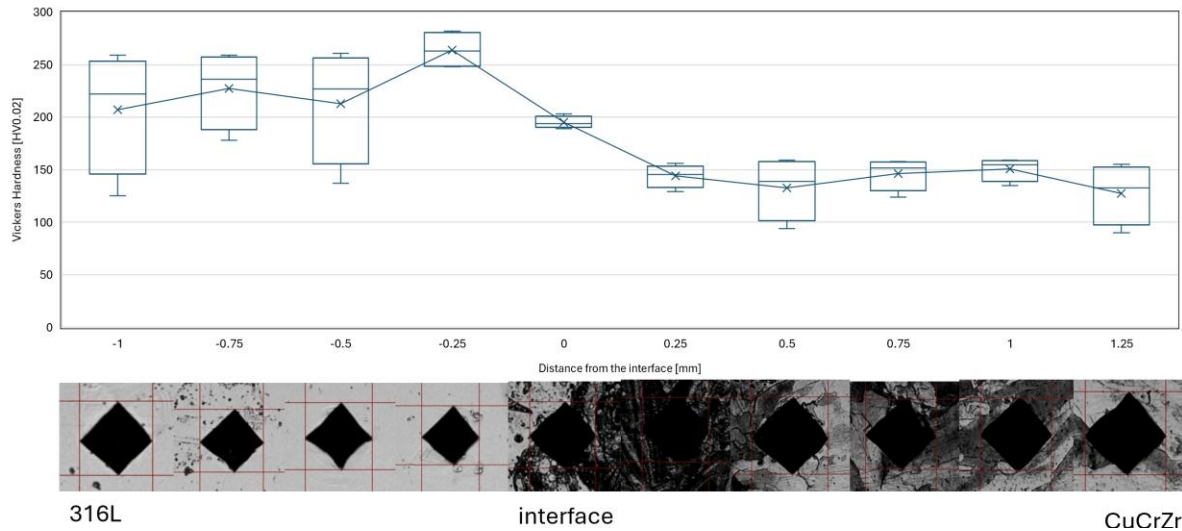 300
250
200
150
100
50
0
Vickers Hardness [HV0.02]
-1 -0.75 -0.5 -0.25 0 0.25 0.5 0.75 1 1.25
Distance from the interface [mm]
316L interface CuCrZr